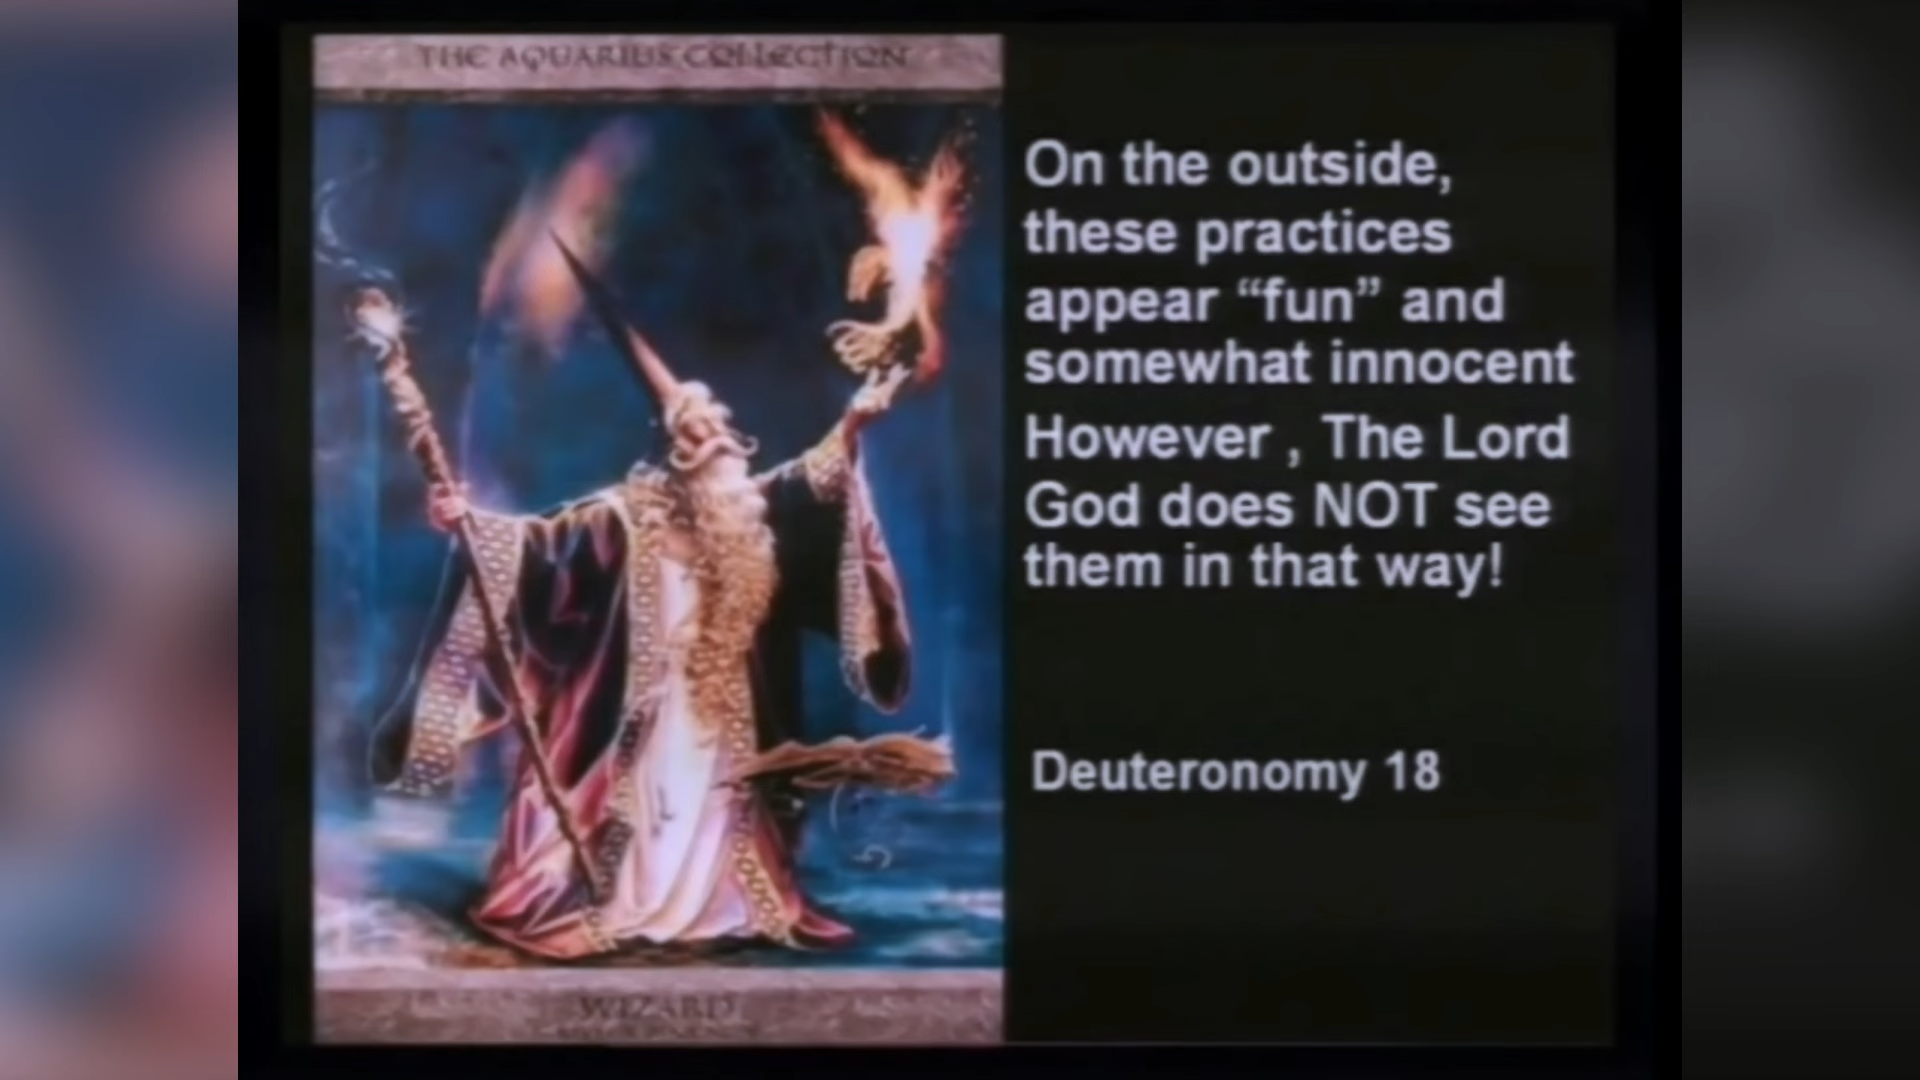 THE AQUARIUS COLLECTION
On the outside,
these practices
appear “fun” and
somewhat innocent
However , The Lord
God does NOT see
them in that way!
Deuteronomy 18
WIZARD